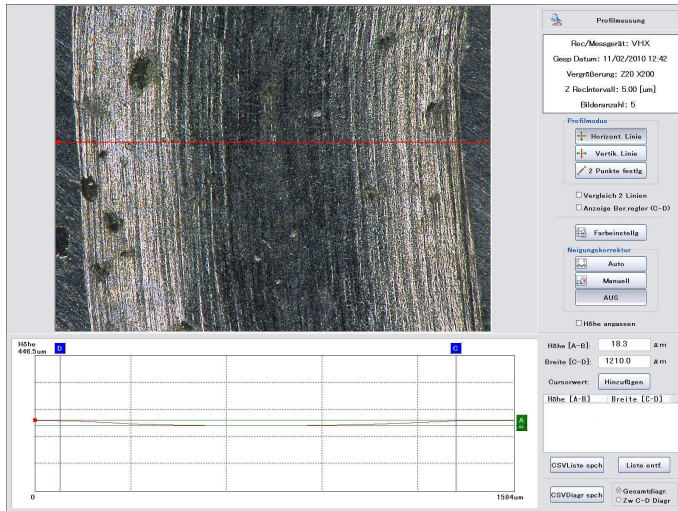 Profilmessung
Rec/Messgerät: VHX
Gesp Datum: 11/02/2010 12:42
Vergrößerung: Z20 X200
Z RecIntervall: 5.00 [um]
Bilderanzahl: 5
Profilmodus
Horizont. Linie
Vertik. Linie
2 Punkte festlg.
Vergleich 2 Linien
Anzeige Ber.regler (C-D)
Farbeinstellg
Neigungskorrektur
Auto
Manuell
AUS
Höhe anpassen
Höhe
446.5um
D
C
A
B
0
1584um
Höhe [A-B]: 18.3 µm
Breite [C-D]: 1210.0 µm
Cursorwert: Hinzufügen
Höhe [A-B] Breite [C-D]
CSVListe spch Liste entf.
CSVDiagr spch
Gesamtdiagr.
Zw C-D Diagr